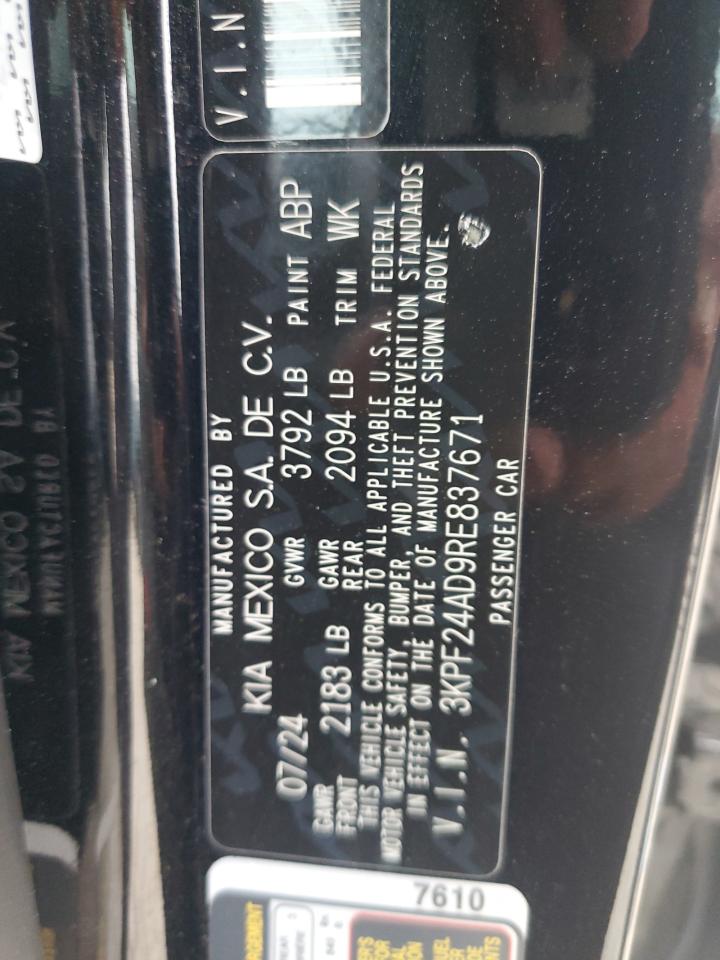 V.I.N
MANUFACTURED BY
KIA MEXICO S.A. DE C.V.
07/24 GVWR 3792 LB PAINT ABP
GAWR FRONT 2183 LB GAWR REAR 2094 LB TRIM WK
THIS VEHICLE CONFORMS TO ALL APPLICABLE U.S.A. FEDERAL
MOTOR VEHICLE SAFETY, BUMPER, AND THEFT PREVENTION STANDARDS
IN EFFECT ON THE DATE OF MANUFACTURE SHOWN ABOVE.
V.I.N. 3KPF24AD9RE837671
PASSENGER CAR
7610